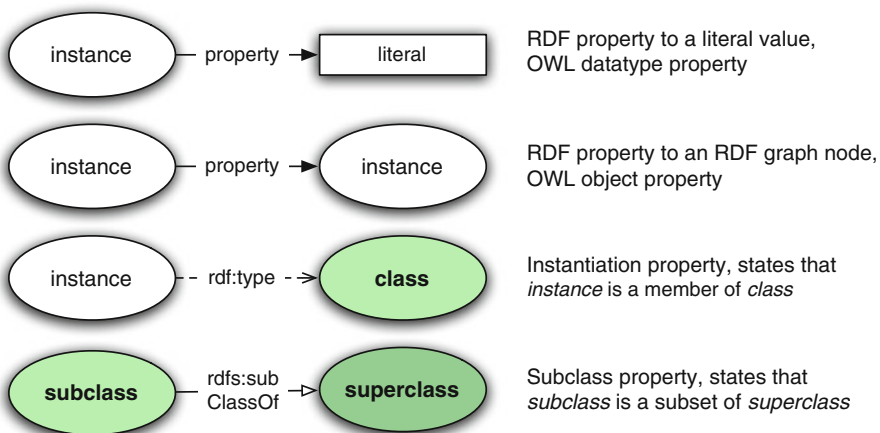 instance property literal RDF property to a literal value,
OWL datatype property
instance property instance RDF property to an RDF graph node,
OWL object property
instance rdf:type class Instantiation property, states that
instance is a member of class
subclass rdfs:sub
ClassOf superclass Subclass property, states that
subclass is a subset of superclass